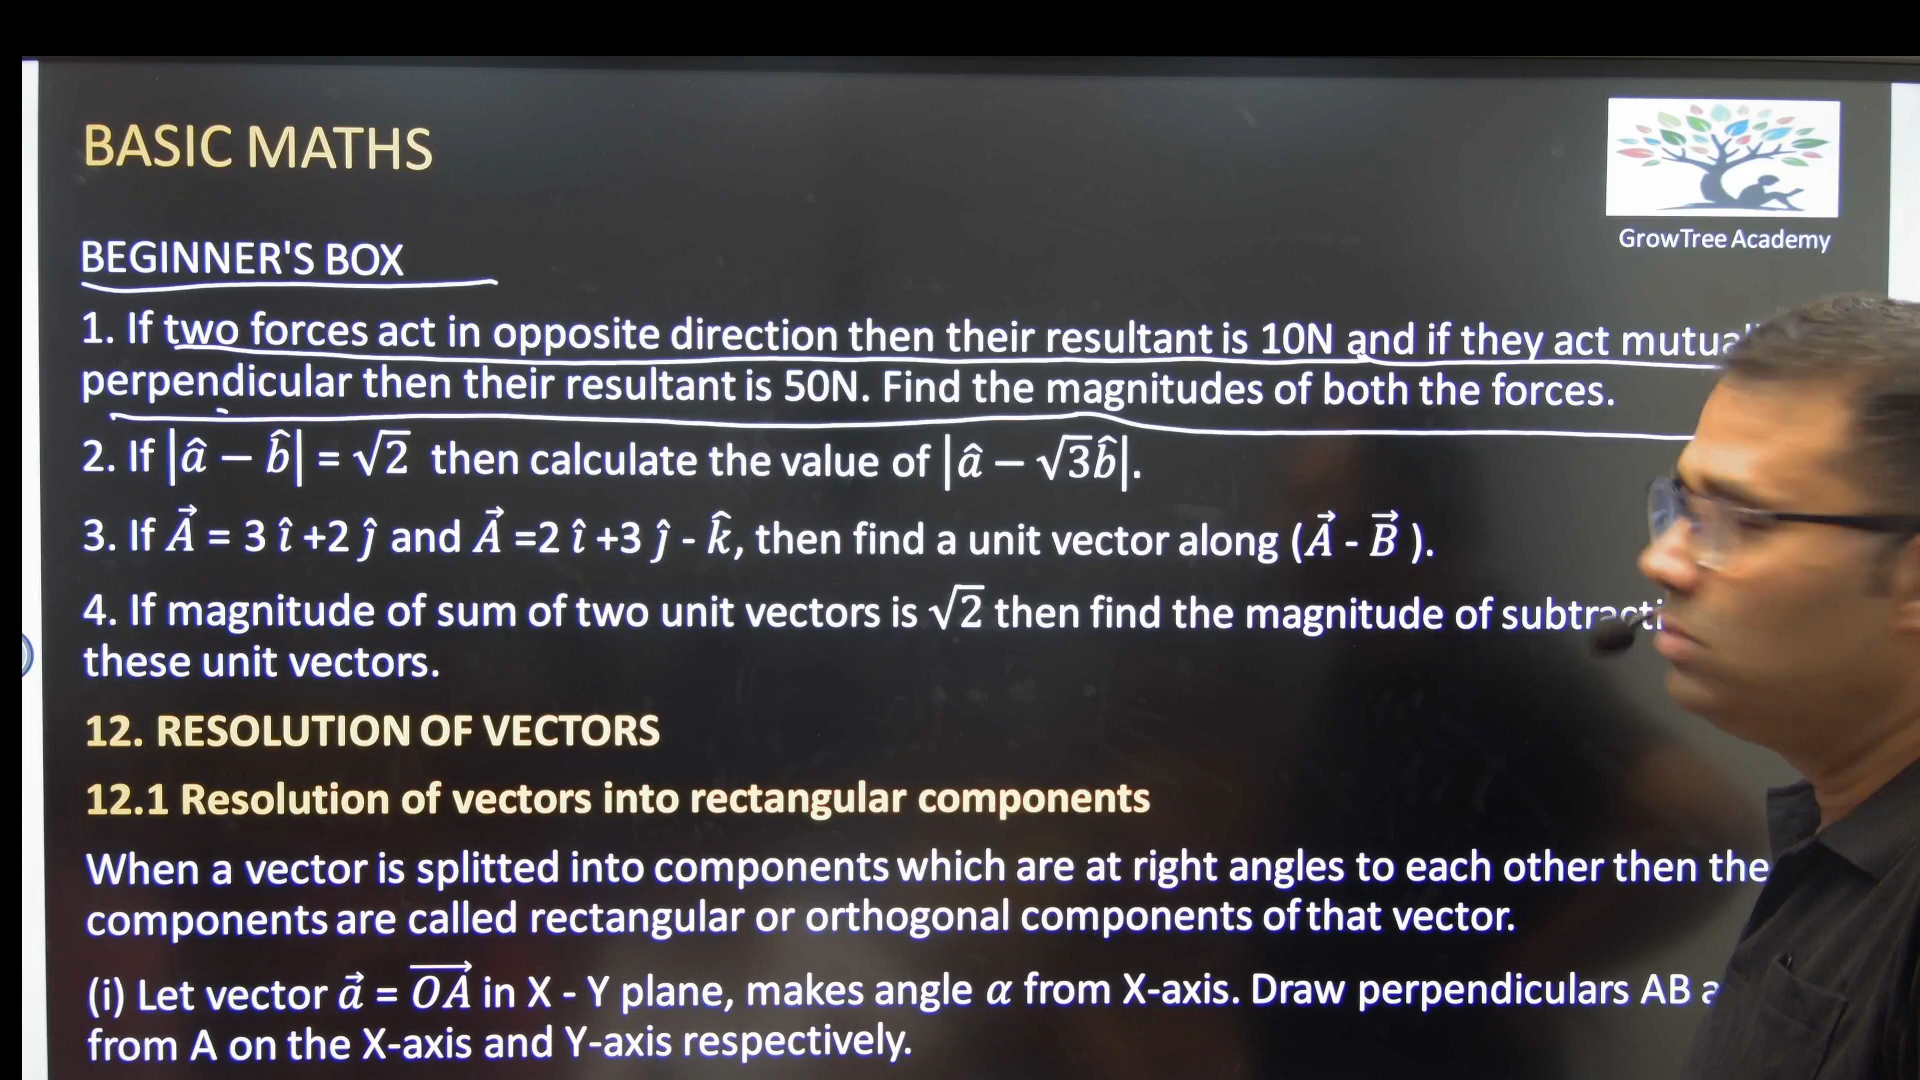 BASIC MATHS
GrowTree Academy
BEGINNER'S BOX
1. If two forces act in opposite direction then their resultant is 10N and if they act
perpendicular then their resultant is 50N. Find the magnitudes of both the forces.
2. If |â − b̂| = √2 then calculate the value of |â − √3b̂|.
3. If A⃗ = 3 î +2 ĵ and A⃗ =2 î +3 ĵ - k̂, then find a unit vector along (A⃗ - B⃗ ).
4. If magnitude of sum of two unit vectors is √2 then find the magnitude of
these unit vectors.
12. RESOLUTION OF VECTORS
12.1 Resolution of vectors into rectangular components
When a vector is splitted into components which are at right angles to each other then the
components are called rectangular or orthogonal components of that vector.
(i) Let vector a⃗ = O͞A⃗ in X - Y plane, makes angle α from X-axis. Draw perpendiculars AB
from A on the X-axis and Y-axis respectively.